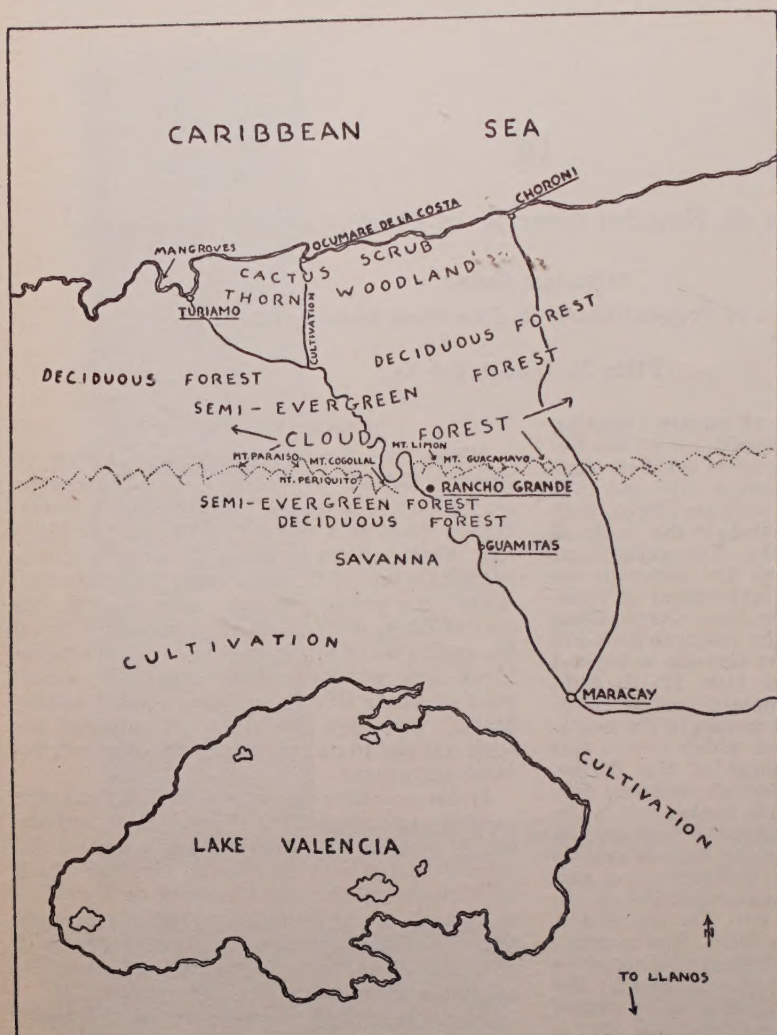 CARIBBEAN SEA
CHORONI
OCUMARE DE LA COSTA
MANGROVES
CACTUS
THORN
SCRUB
WOODLAND
CULTIVATION
TURIAMO
DECIDUOUS FOREST
DECIDUOUS FOREST
SEMI-EVERGREEN FOREST
CLOUD FOREST
MT. LIMON
MT. PARAISO
MT. COGOLLAL
MT. GUACAMAYO
MT. PERIQUITO
RANCHO GRANDE
SEMI-EVERGREEN FOREST
DECIDUOUS FOREST
GUAMITAS
SAVANNA
CULTIVATION
MARACAY
CULTIVATION
LAKE VALENCIA
N
TO LLANOS